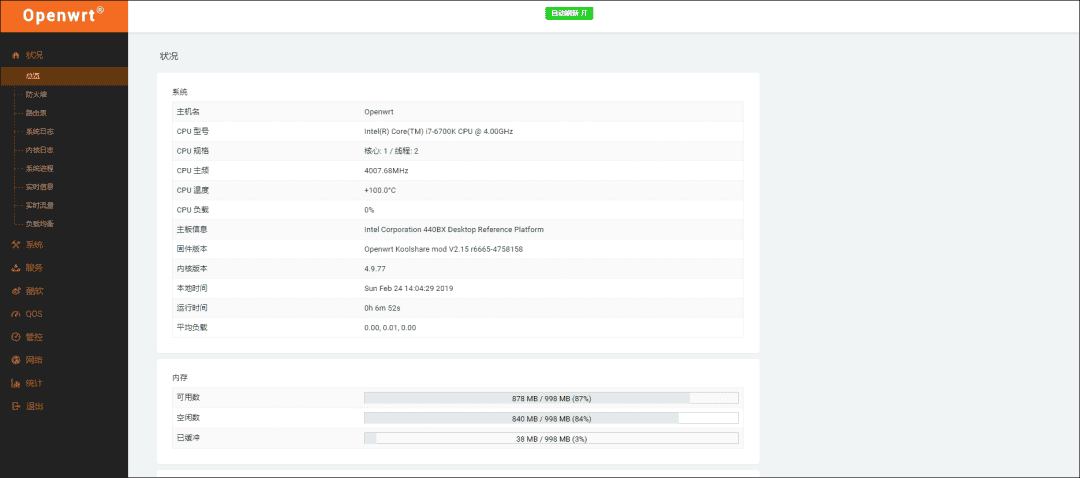 Openwrt®
自动刷新 开
状况
总览
防火墙
路由表
系统日志
内核日志
系统进程
实时信息
实时流量
负载均衡
系统
服务
酷软
QOS
管控
网络
统计
退出
状况
系统
主机名 Openwrt
CPU 型号 Intel(R) Core(TM) i7-6700K CPU @ 4.00GHz
CPU 规格 核心: 1 / 线程: 2
CPU 主频 4007.68MHz
CPU 温度 +100.0°C
CPU 负载 0%
主板信息 Intel Corporation 440BX Desktop Reference Platform
固件版本 Openwrt Koolshare mod V2.15 r6665-4758158
内核版本 4.9.77
本地时间 Sun Feb 24 14:04:29 2019
运行时间 0h 6m 52s
平均负载 0.00, 0.01, 0.00
内存
可用数 878 MB / 998 MB (87%)
空闲数 840 MB / 998 MB (84%)
已缓冲 38 MB / 998 MB (3%)